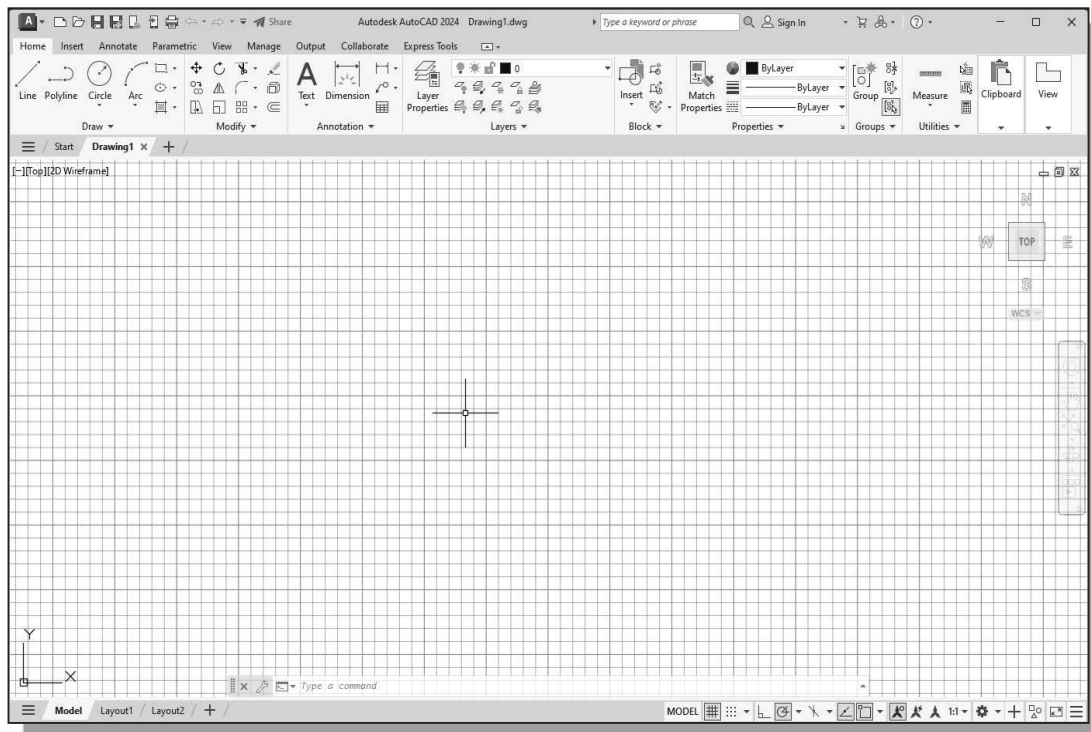 A Share Autodesk AutoCAD 2024 Drawing1.dwg Type a keyword or phrase Sign In
Home Insert Annotate Parametric View Manage Output Collaborate Express Tools
0 ByLayer
Line Polyline Circle Arc Text Dimension Layer Properties Insert Match Properties ByLayer Group Measure Clipboard View
ByLayer
Draw Modify Annotation Layers Block Properties Groups Utilities
Start Drawing1
[−][Top][2D Wireframe]
N
W TOP E
S
WCS
Y
X
Type a command
Model Layout1 Layout2 MODEL 1:1